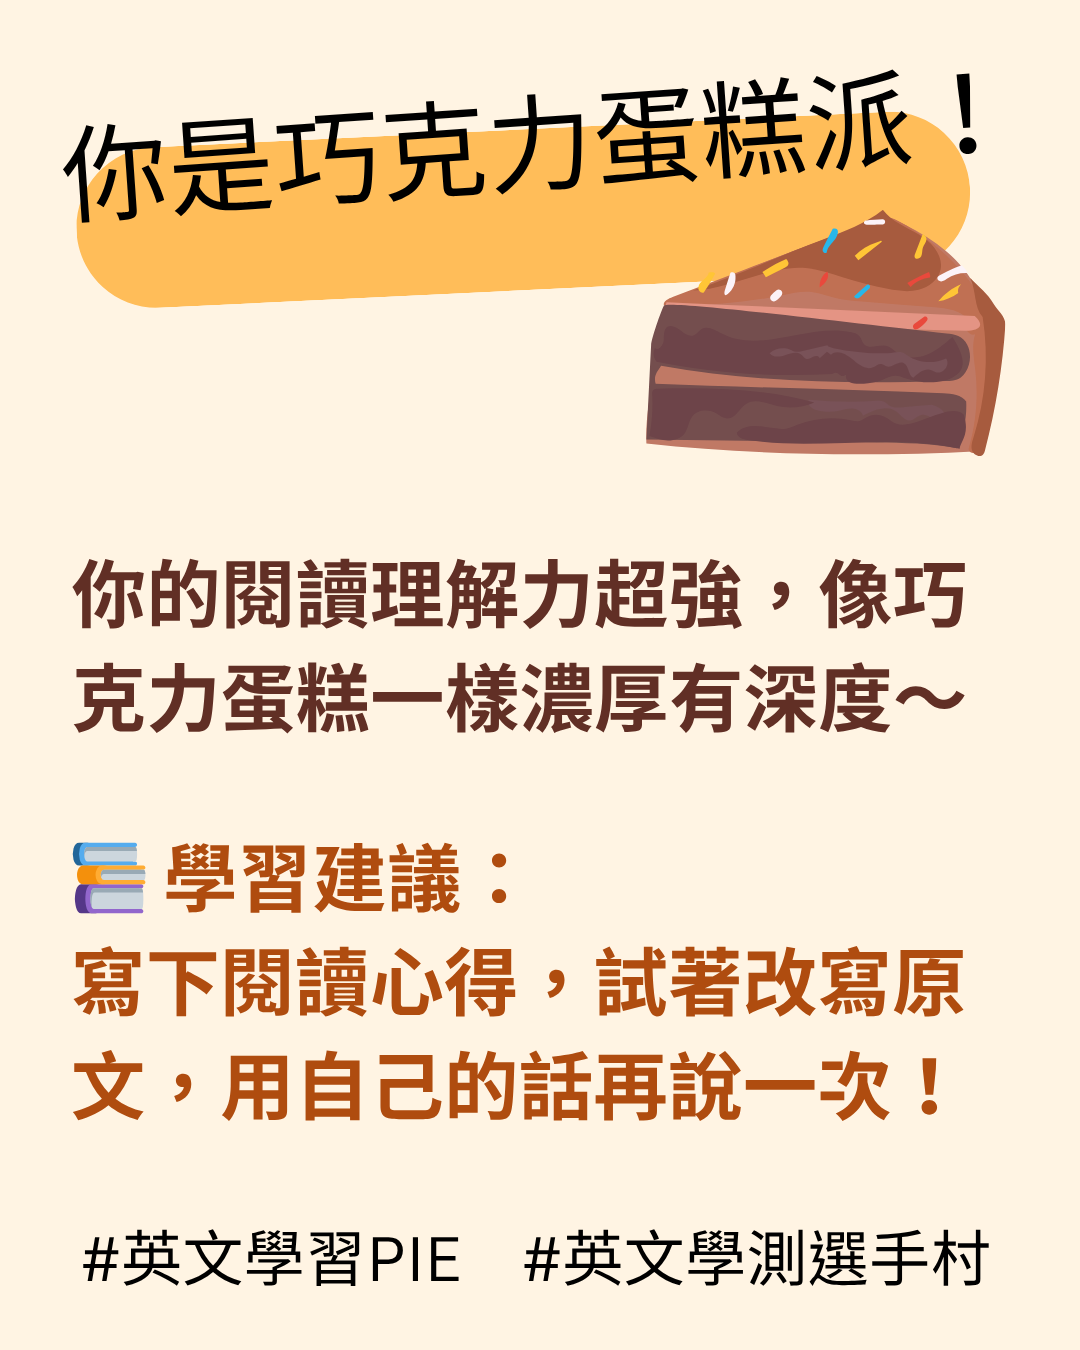 你是巧克力蛋糕派！
你的閱讀理解力超強，像巧
克力蛋糕一樣濃厚有深度～
學習建議：
寫下閱讀心得，試著改寫原
文，用自己的話再說一次！
#英文學習PIE #英文學測選手村